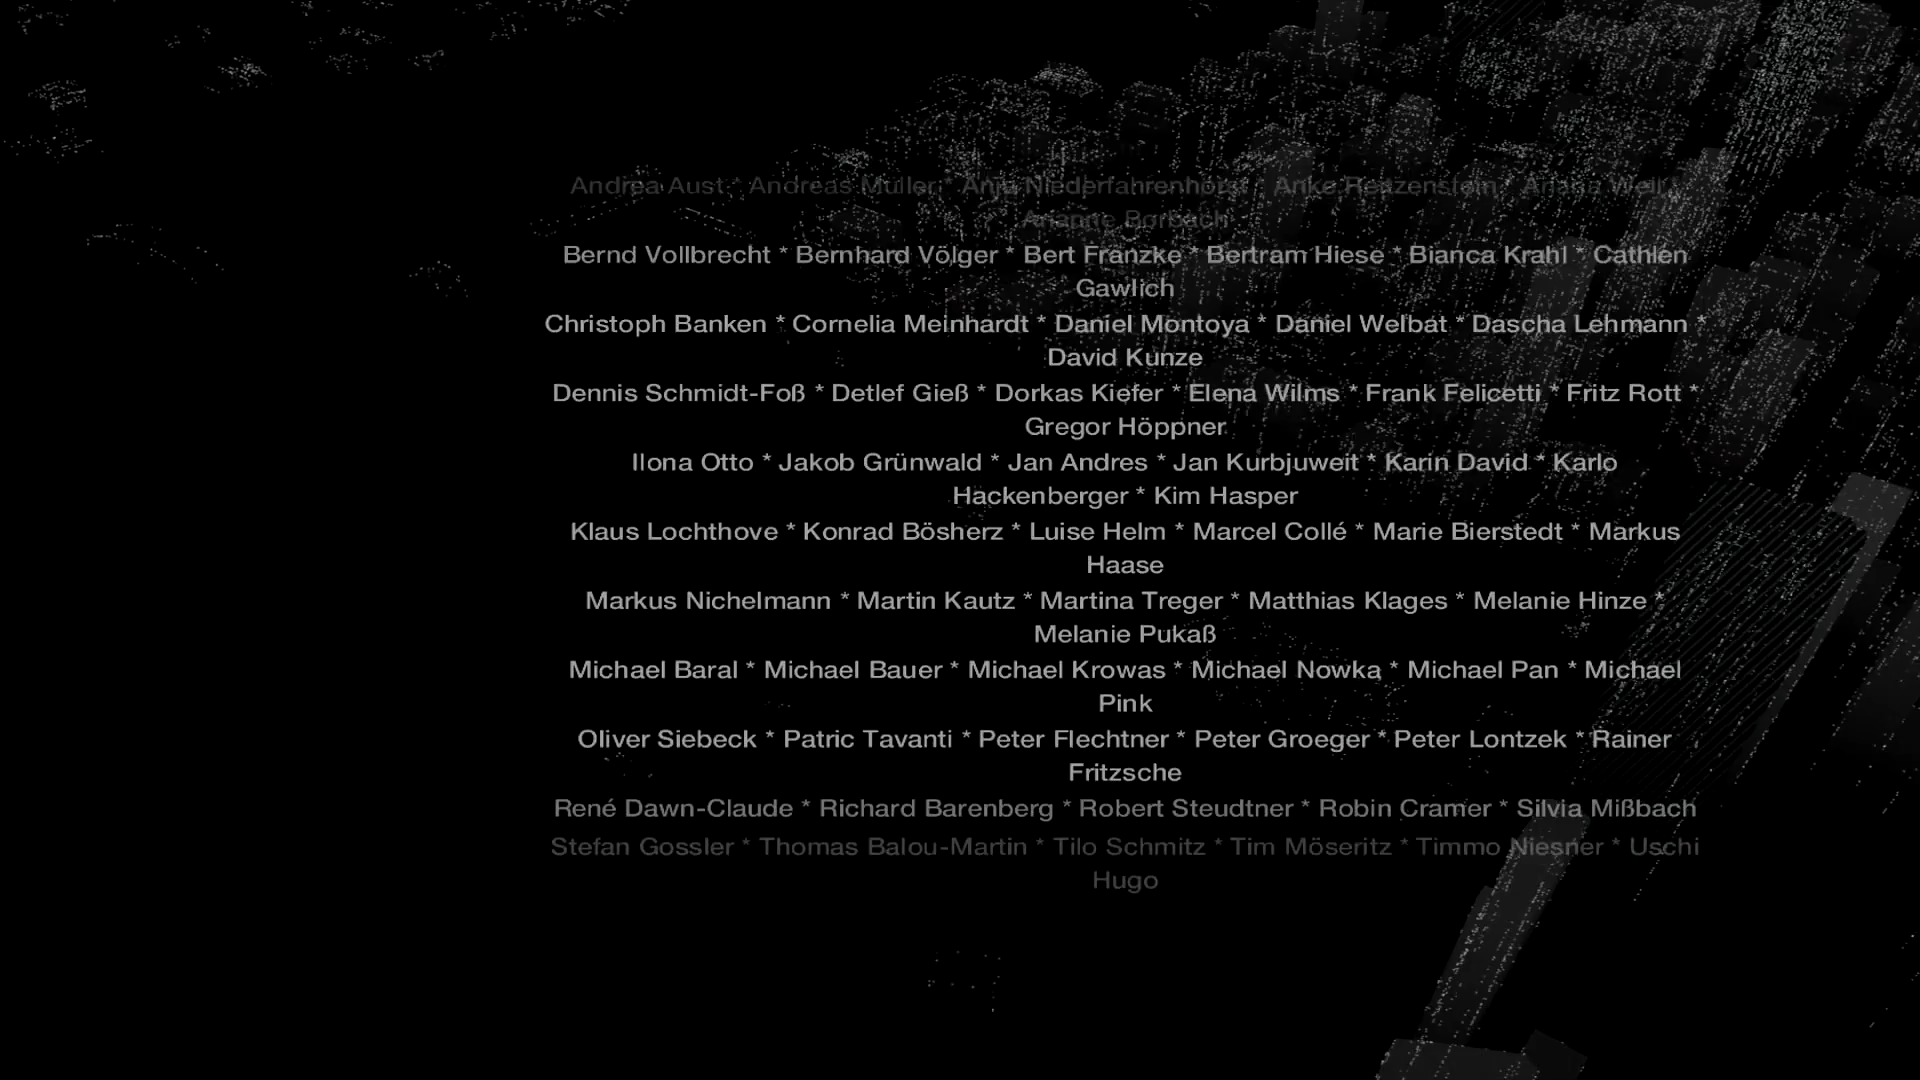 Andrea Aust * Andreas Müller * Anja Niederfahrenhorst * Anke Reitzenstein * Ariana Well *
Arianne Borbach
Bernd Vollbrecht * Bernhard Völger * Bert Franzke * Bertram Hiese * Bianca Krahl * Cathlen
Gawlich
Christoph Banken * Cornelia Meinhardt * Daniel Montoya * Daniel Welbat * Dascha Lehmann *
David Kunze
Dennis Schmidt-Foß * Detlef Gieß * Dorkas Kiefer * Elena Wilms * Frank Felicetti * Fritz Rott *
Gregor Höppner
Ilona Otto * Jakob Grünwald * Jan Andres * Jan Kurbjuweit * Karin David * Karlo
Hackenberger * Kim Hasper
Klaus Lochthove * Konrad Bösherz * Luise Helm * Marcel Collé * Marie Bierstedt * Markus
Haase
Markus Nichelmann * Martin Kautz * Martina Treger * Matthias Klages * Melanie Hinze *
Melanie Pukaß
Michael Baral * Michael Bauer * Michael Krowas * Michael Nowka * Michael Pan * Michael
Pink
Oliver Siebeck * Patric Tavanti * Peter Flechtner * Peter Groeger * Peter Lontzek * Rainer
Fritzsche
René Dawn-Claude * Richard Barenberg * Robert Steudtner * Robin Cramer * Silvia Mißbach
Stefan Gossler * Thomas Balou-Martin * Tilo Schmitz * Tim Möseritz * Timmo Niesner * Uschi
Hugo